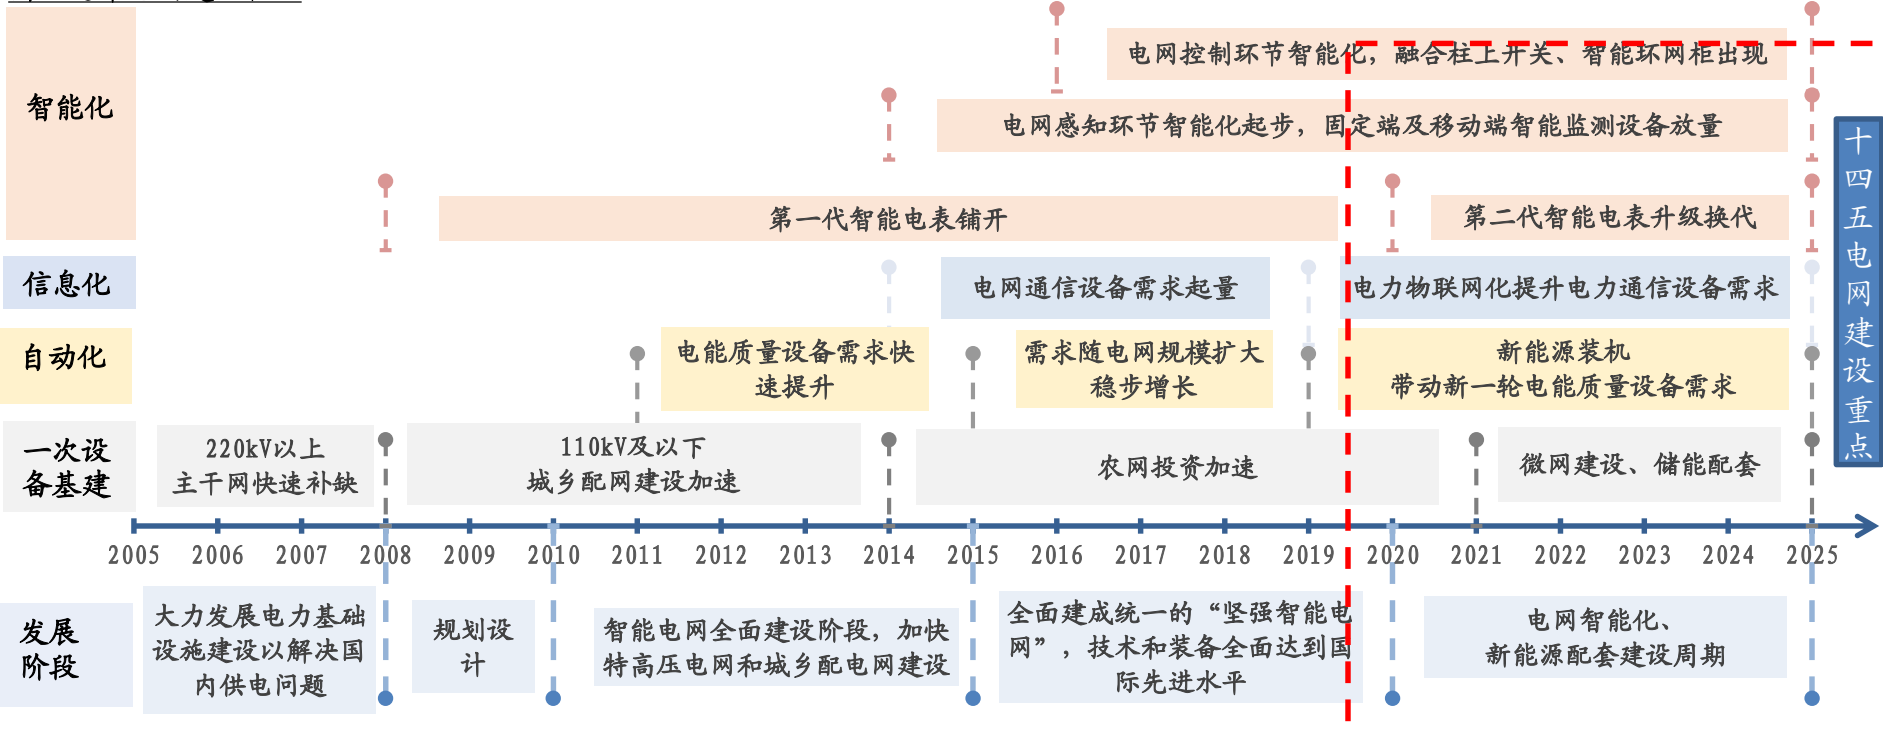 智能化
电网控制环节智能化，融合柱上开关、智能环网柜出现
电网感知环节智能化起步，固定端及移动端智能监测设备放量
第一代智能电表铺开
第二代智能电表升级换代
信息化
电网通信设备需求起量
电力物联网化提升电力通信设备需求
自动化
电能质量设备需求快
速提升
需求随电网规模扩大
稳步增长
新能源装机
带动新一轮电能质量设备需求
一次设
备基建
220kV以上
主干网快速补缺
110kV及以下
城乡配网建设加速
农网投资加速
微网建设、储能配套
十四五电网建设重点
2005 2006 2007 2008 2009 2010 2011 2012 2013 2014 2015 2016 2017 2018 2019 2020 2021 2022 2023 2024 2025
发展
阶段
大力发展电力基础
设施建设以解决国
内供电问题
规划设
计
智能电网全面建设阶段，加快
特高压电网和城乡配电网建设
全面建成统一的“坚强智能电
网”，技术和装备全面达到国
际先进水平
电网智能化、
新能源配套建设周期